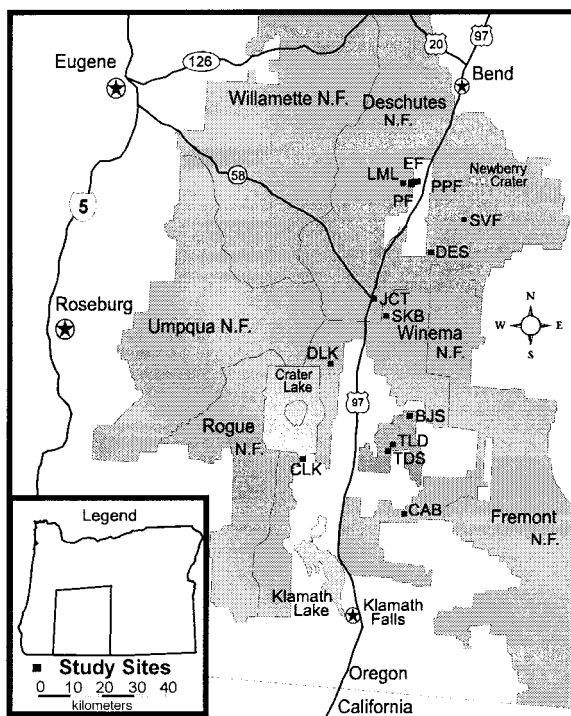 97
20
126
Eugene
Bend
Willamette N.F.
Deschutes
N.F.
58
LML
EF
PF
PPF
Newberry
Crater
5
SVF
DES
Roseburg
JCT
SKB
Umpqua N.F.
Winema
N.F.
N
W
E
S
DLK
Crater
Lake
97
BJS
Rogue
N.F.
TLD
TDS
CLK
CAB
Fremont
N.F.
Legend
Klamath
Lake
Klamath
Falls
Study Sites
0 10 20 30 40
kilometers
Oregon
California